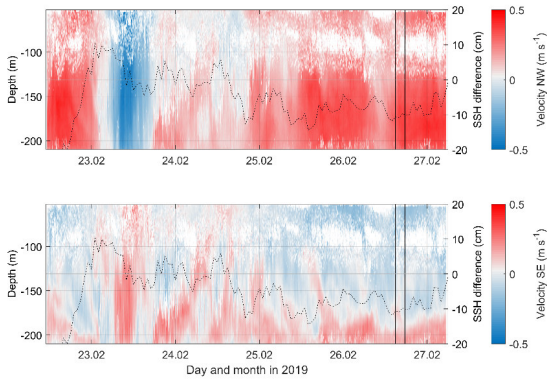 20
0.5
-100
10
Depth (m)
-150
0
SSH difference (cm)
0
Velocity NW (m s-1)
-10
-200
-20
-0.5
23.02 24.02 25.02 26.02 27.02
20
0.5
-100
10
Depth (m)
-150
0
SSH difference (cm)
0
Velocity SE (m s-1)
-10
-200
-20
-0.5
23.02 24.02 25.02 26.02 27.02
Day and month in 2019